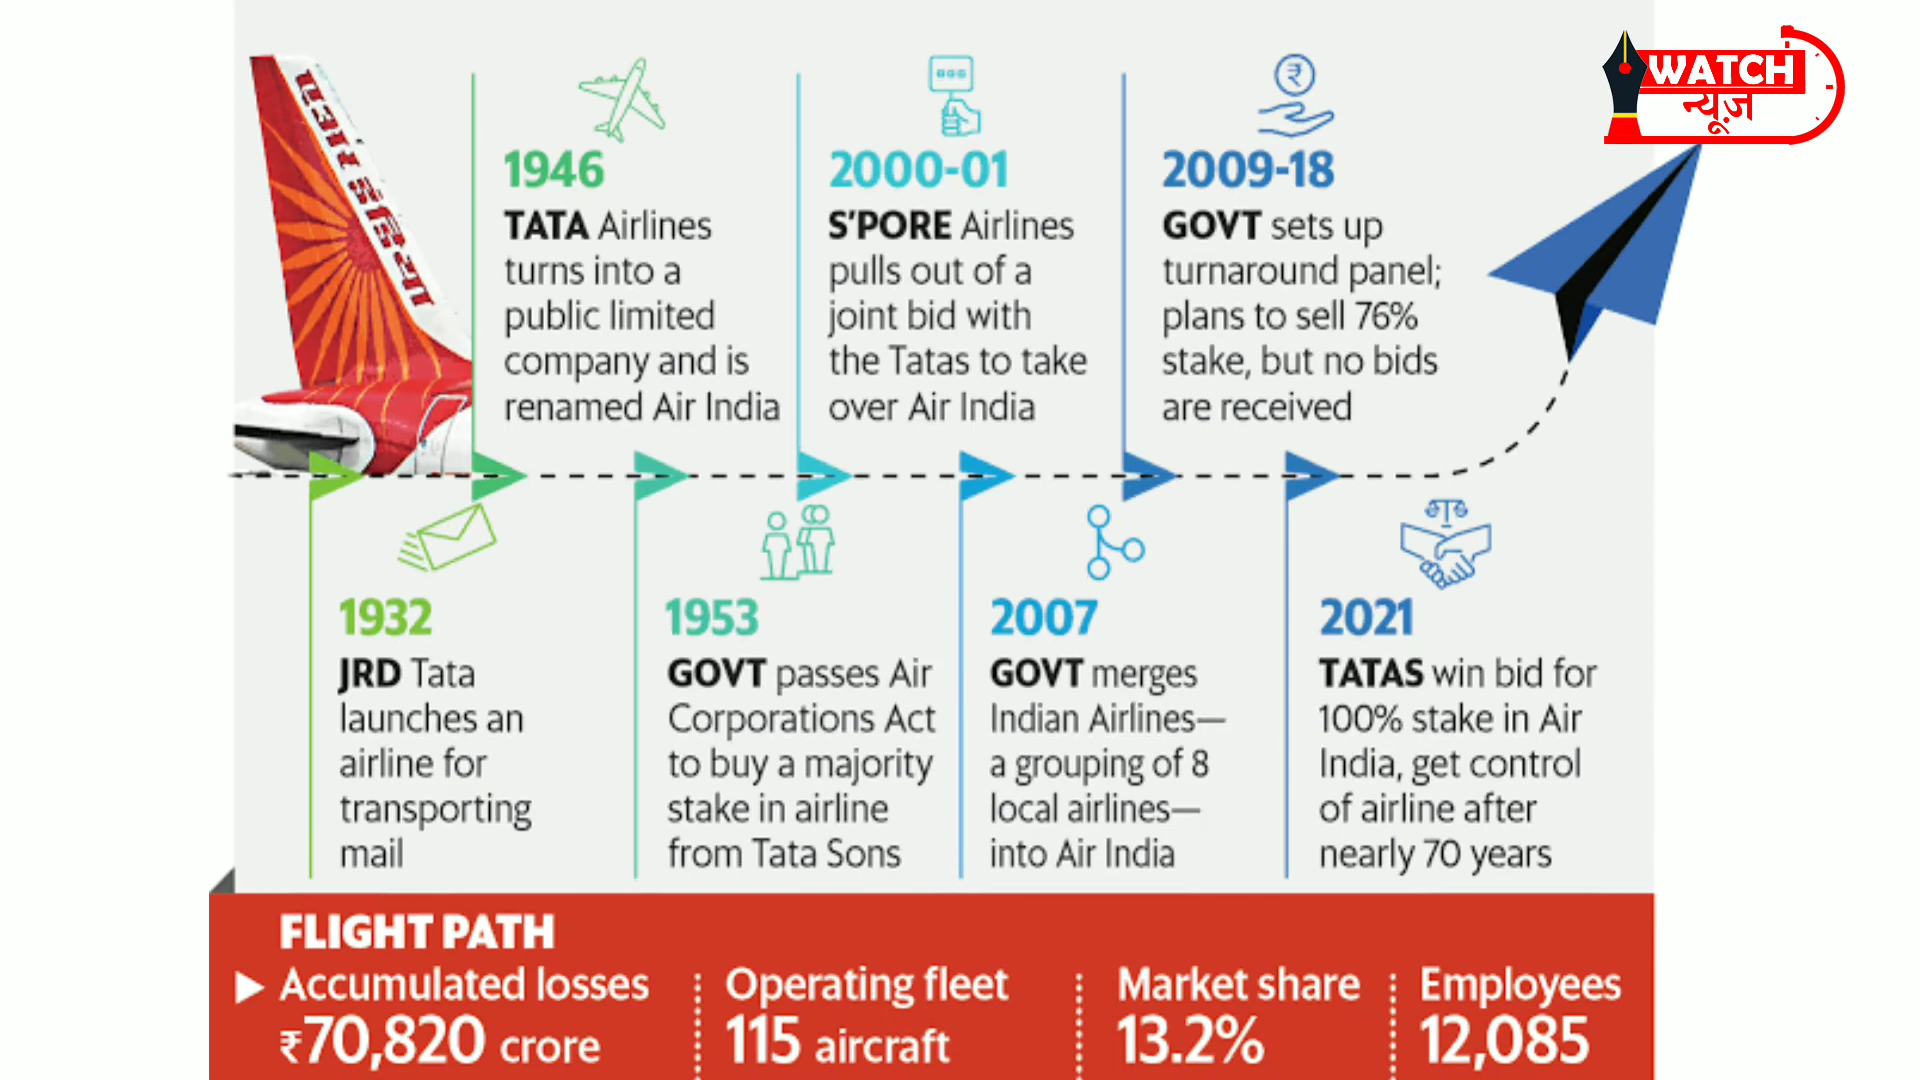 WATCH
न्यूज़
1946
TATA Airlines
turns into a
public limited
company and is
renamed Air India
2000-01
S'PORE Airlines
pulls out of a
joint bid with
the Tatas to take
over Air India
2009-18
GOVT sets up
turnaround panel;
plans to sell 76%
stake, but no bids
are received
1932
JRD Tata
launches an
airline for
transporting
mail
1953
GOVT passes Air
Corporations Act
to buy a majority
stake in airline
from Tata Sons
2007
GOVT merges
Indian Airlines—
a grouping of 8
local airlines—
into Air India
2021
TATAS win bid for
100% stake in Air
India, get control
of airline after
nearly 70 years
FLIGHT PATH
Accumulated losses
₹70,820 crore
Operating fleet
115 aircraft
Market share
13.2%
Employees
12,085